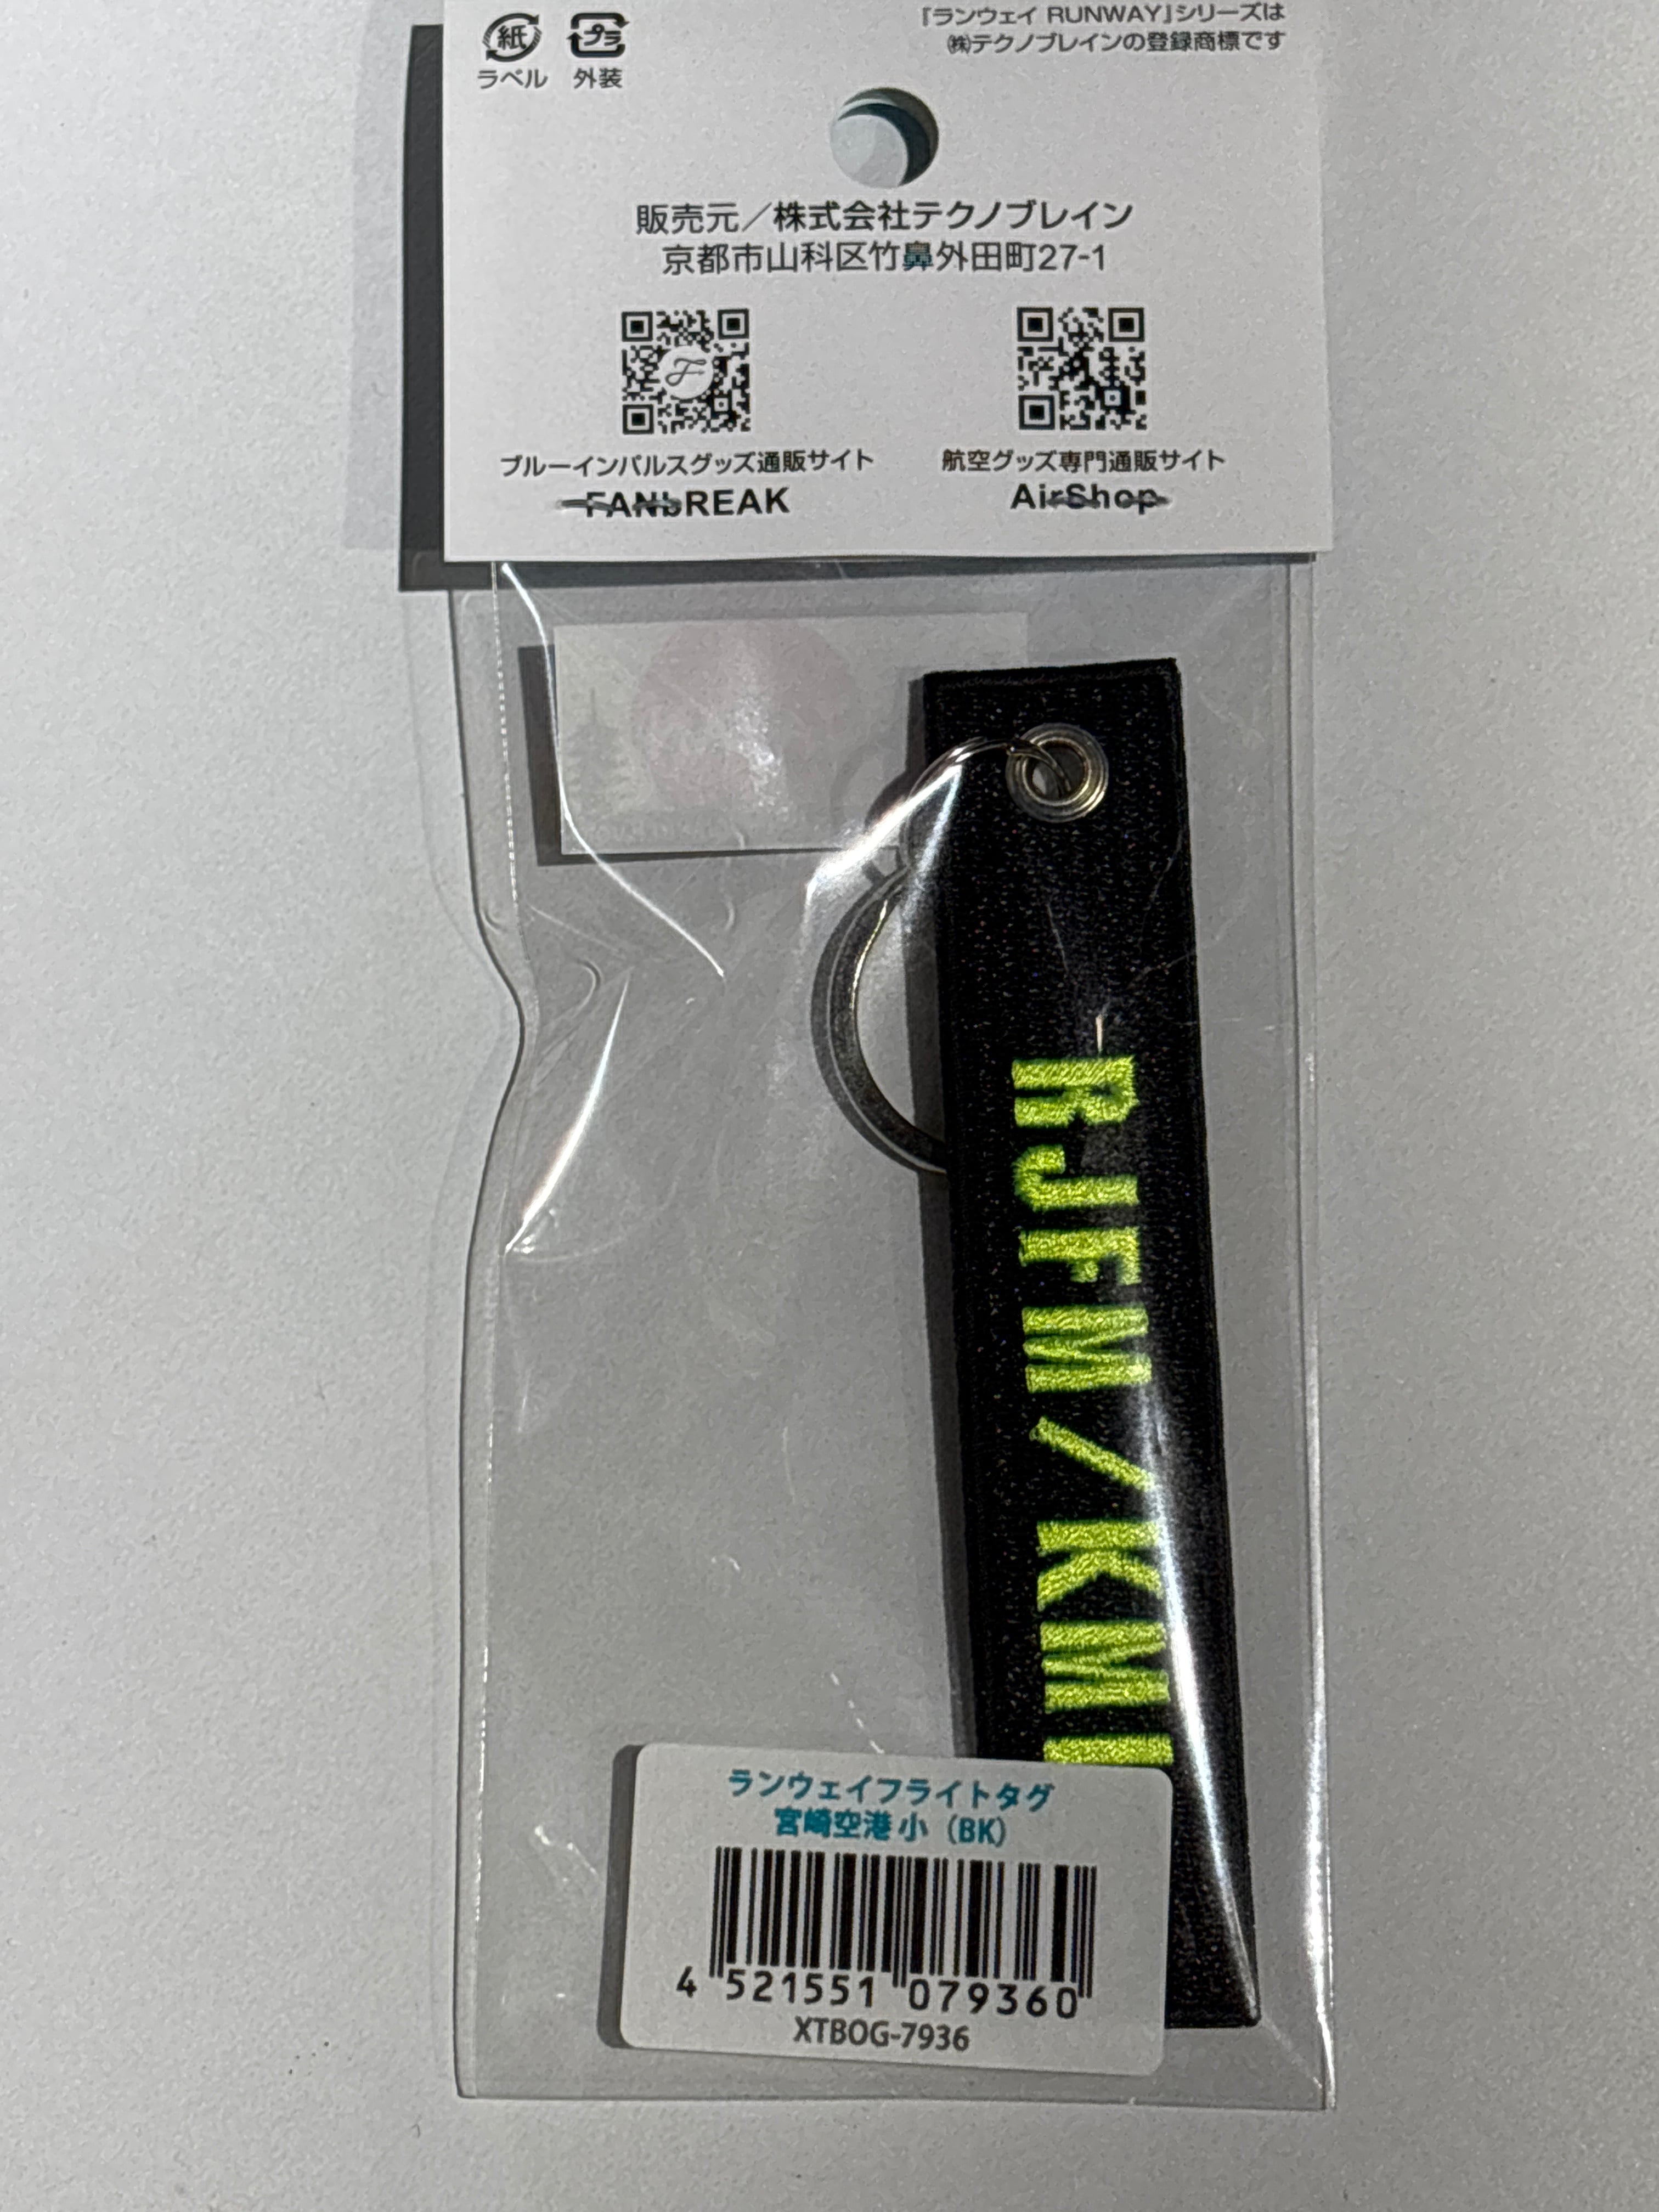 紙
ラベル
プラ
外装
『ランウェイ RUNWAY』シリーズは
㈱テクノブレインの登録商標です
販売元／株式会社テクノブレイン
京都市山科区竹鼻外田町27-1
ブルーインパルスグッズ通販サイト
FANbREAK
航空グッズ専門通販サイト
AirShop
RJFM/KMI
ランウェイフライトタグ
宮崎空港 小（BK）
4 521551 079360
XTBOG-7936